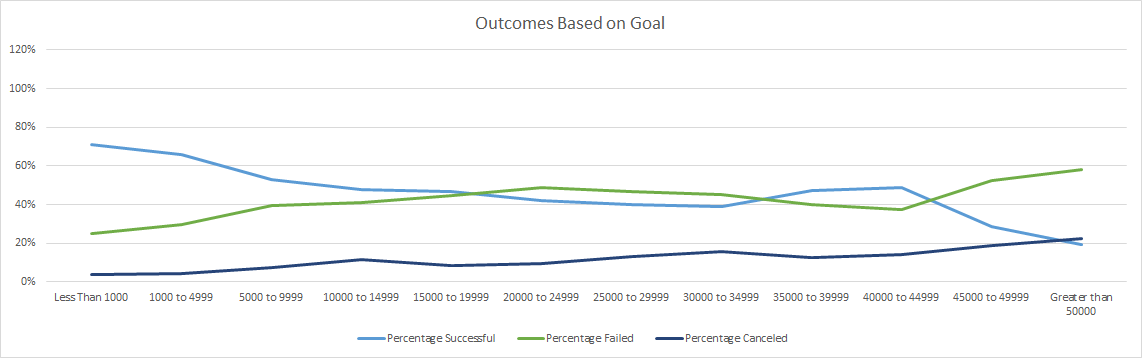 Outcomes Based on Goal
120%
100%
80%
60%
40%
20%
0%
Less Than 1000 1000 to 4999 5000 to 9999 10000 to 14999 15000 to 19999 20000 to 24999 25000 to 29999 30000 to 34999 35000 to 39999 40000 to 44999 45000 to 49999 Greater than
50000
Percentage Successful Percentage Failed Percentage Canceled